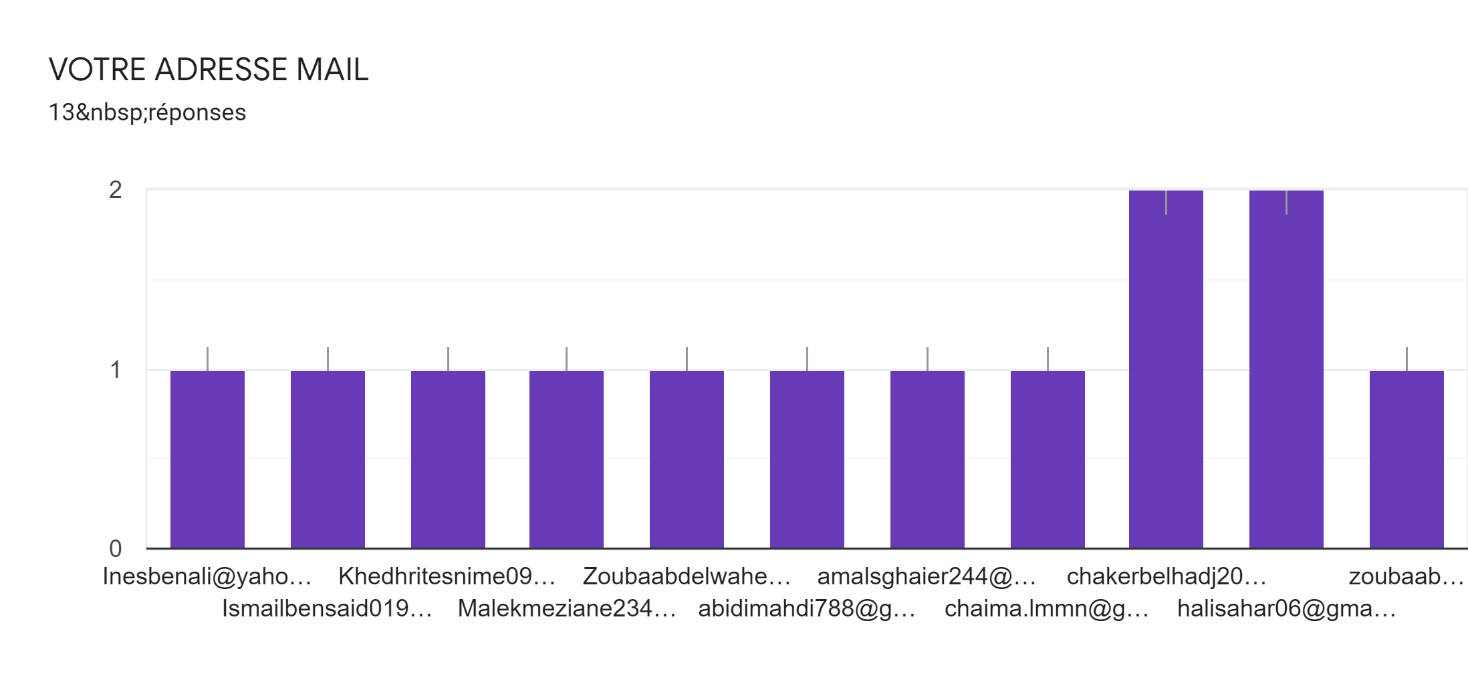 VOTRE ADRESSE MAIL
13&nbsp;réponses
2
1
0
Inesbenali@yaho… Khedhritesnime09… Zoubaabdelwahe… amalsghaier244@… chakerbelhadj20… zoubaab…
Ismailbensaid019… Malekmeziane234… abidimahdi788@g… chaima.lmmn@g… halisahar06@gma…